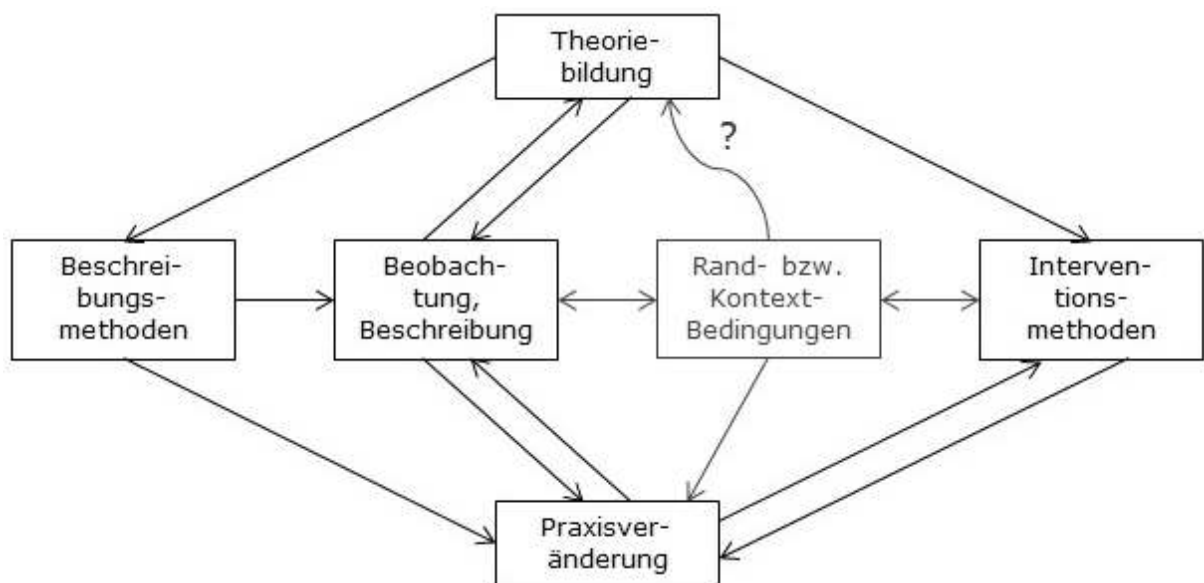 Theorie-
bildung
?
Beschrei-
bungs-
methoden
Beobach-
tung,
Beschreibung
Rand- bzw.
Kontext-
Bedingungen
Interven-
tions-
methoden
Praxisver-
änderung